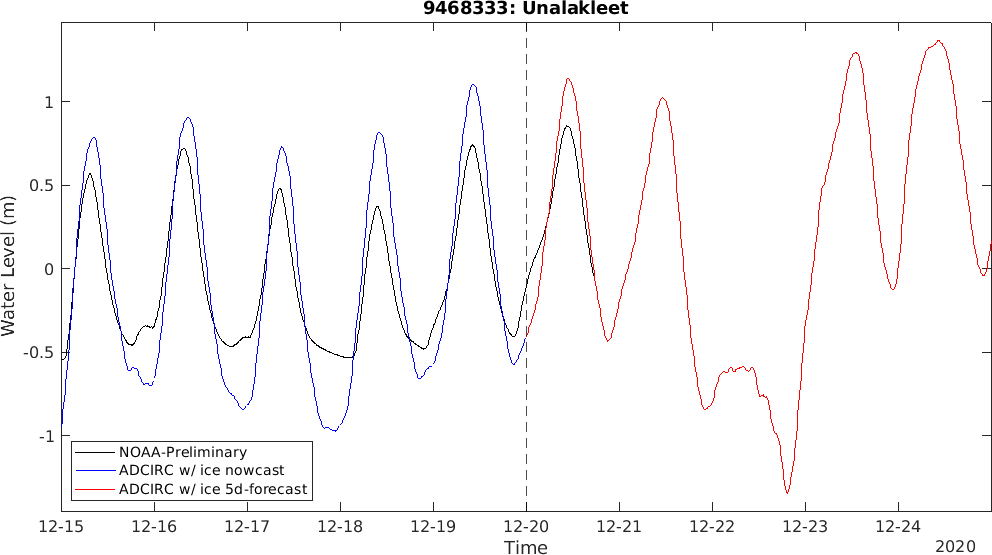 9468333: Unalakleet
Water Level (m)
1
0.5
0
-0.5
-1
NOAA-Preliminary
ADCIRC w/ ice nowcast
ADCIRC w/ ice 5d-forecast
12-15 12-16 12-17 12-18 12-19 12-20 12-21 12-22 12-23 12-24
Time
2020